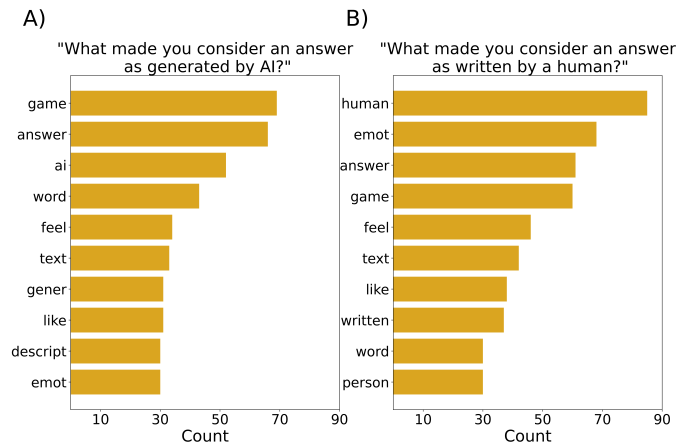 A)
"What made you consider an answer
as generated by AI?"
game
answer
ai
word
feel
text
gener
like
descript
emot
10 30 50 70 90
Count
B)
"What made you consider an answer
as written by a human?"
human
emot
answer
game
feel
text
like
written
word
person
10 30 50 70 90
Count